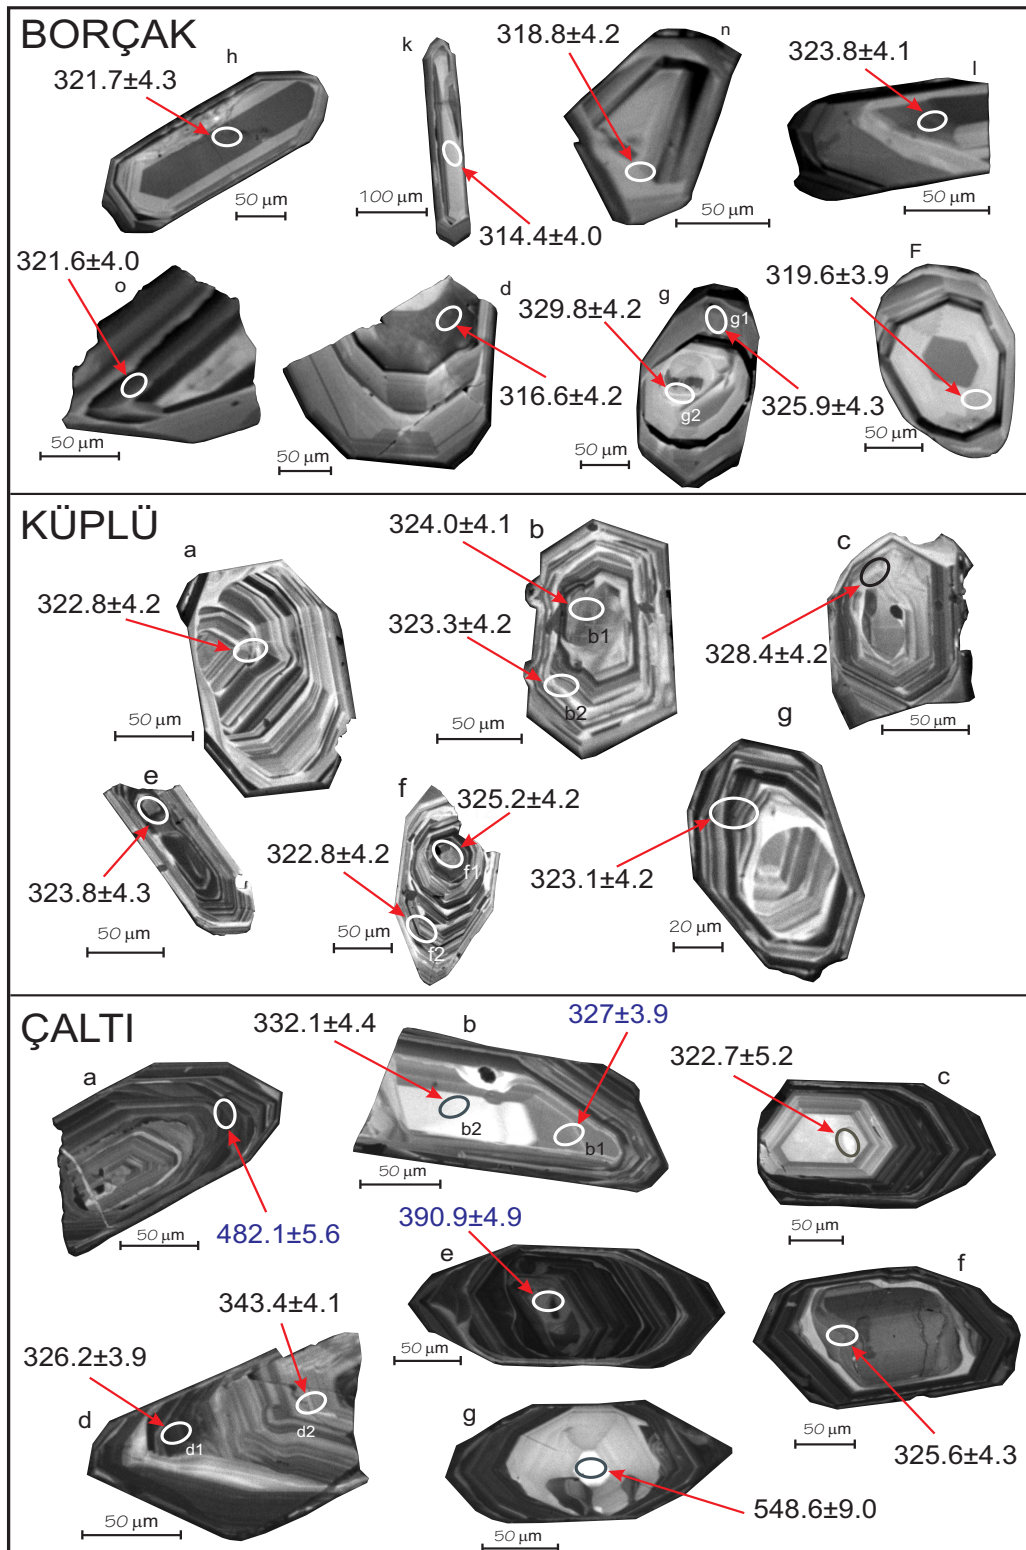 BORÇAK
h
321.7±4.3
50 µm
k
100 µm
314.4±4.0
n
318.8±4.2
50 µm
323.8±4.1
l
50 µm
321.6±4.0
o
50 µm
d
316.6±4.2
50 µm
g
329.8±4.2
g1
g2
325.9±4.3
50 µm
F
319.6±3.9
50 µm
KÜPLÜ
a
322.8±4.2
50 µm
b
324.0±4.1
323.3±4.2
b1
b2
50 µm
c
328.4±4.2
50 µm
e
323.8±4.3
50 µm
f
325.2±4.2
322.8±4.2
f1
f2
50 µm
g
323.1±4.2
20 µm
ÇALTI
a
482.1±5.6
50 µm
b
332.1±4.4
327±3.9
b2
b1
50 µm
c
322.7±5.2
50 µm
390.9±4.9
e
50 µm
f
325.6±4.3
50 µm
343.4±4.1
326.2±3.9
d
d1
d2
50 µm
g
548.6±9.0
50 µm